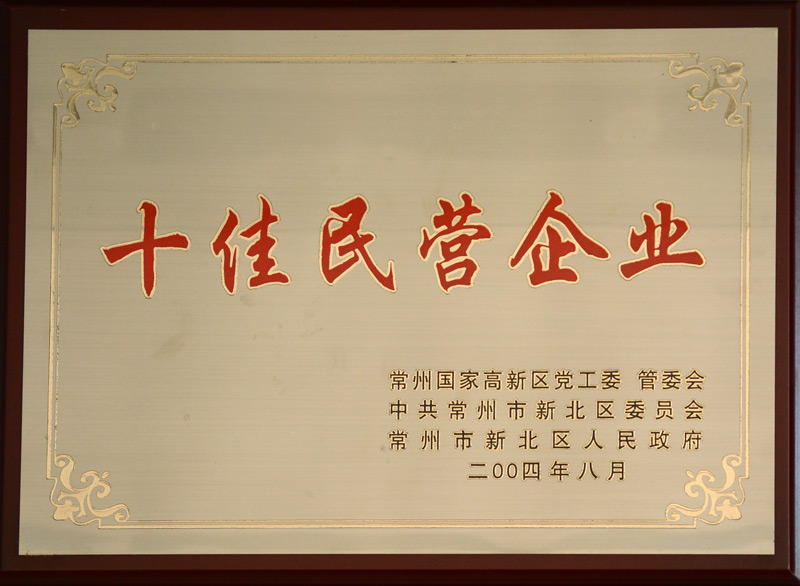 十佳民营企业
常州国家高新区党工委 管委会
中共常州市新北区委员会
常州市新北区人民政府
二00四年八月